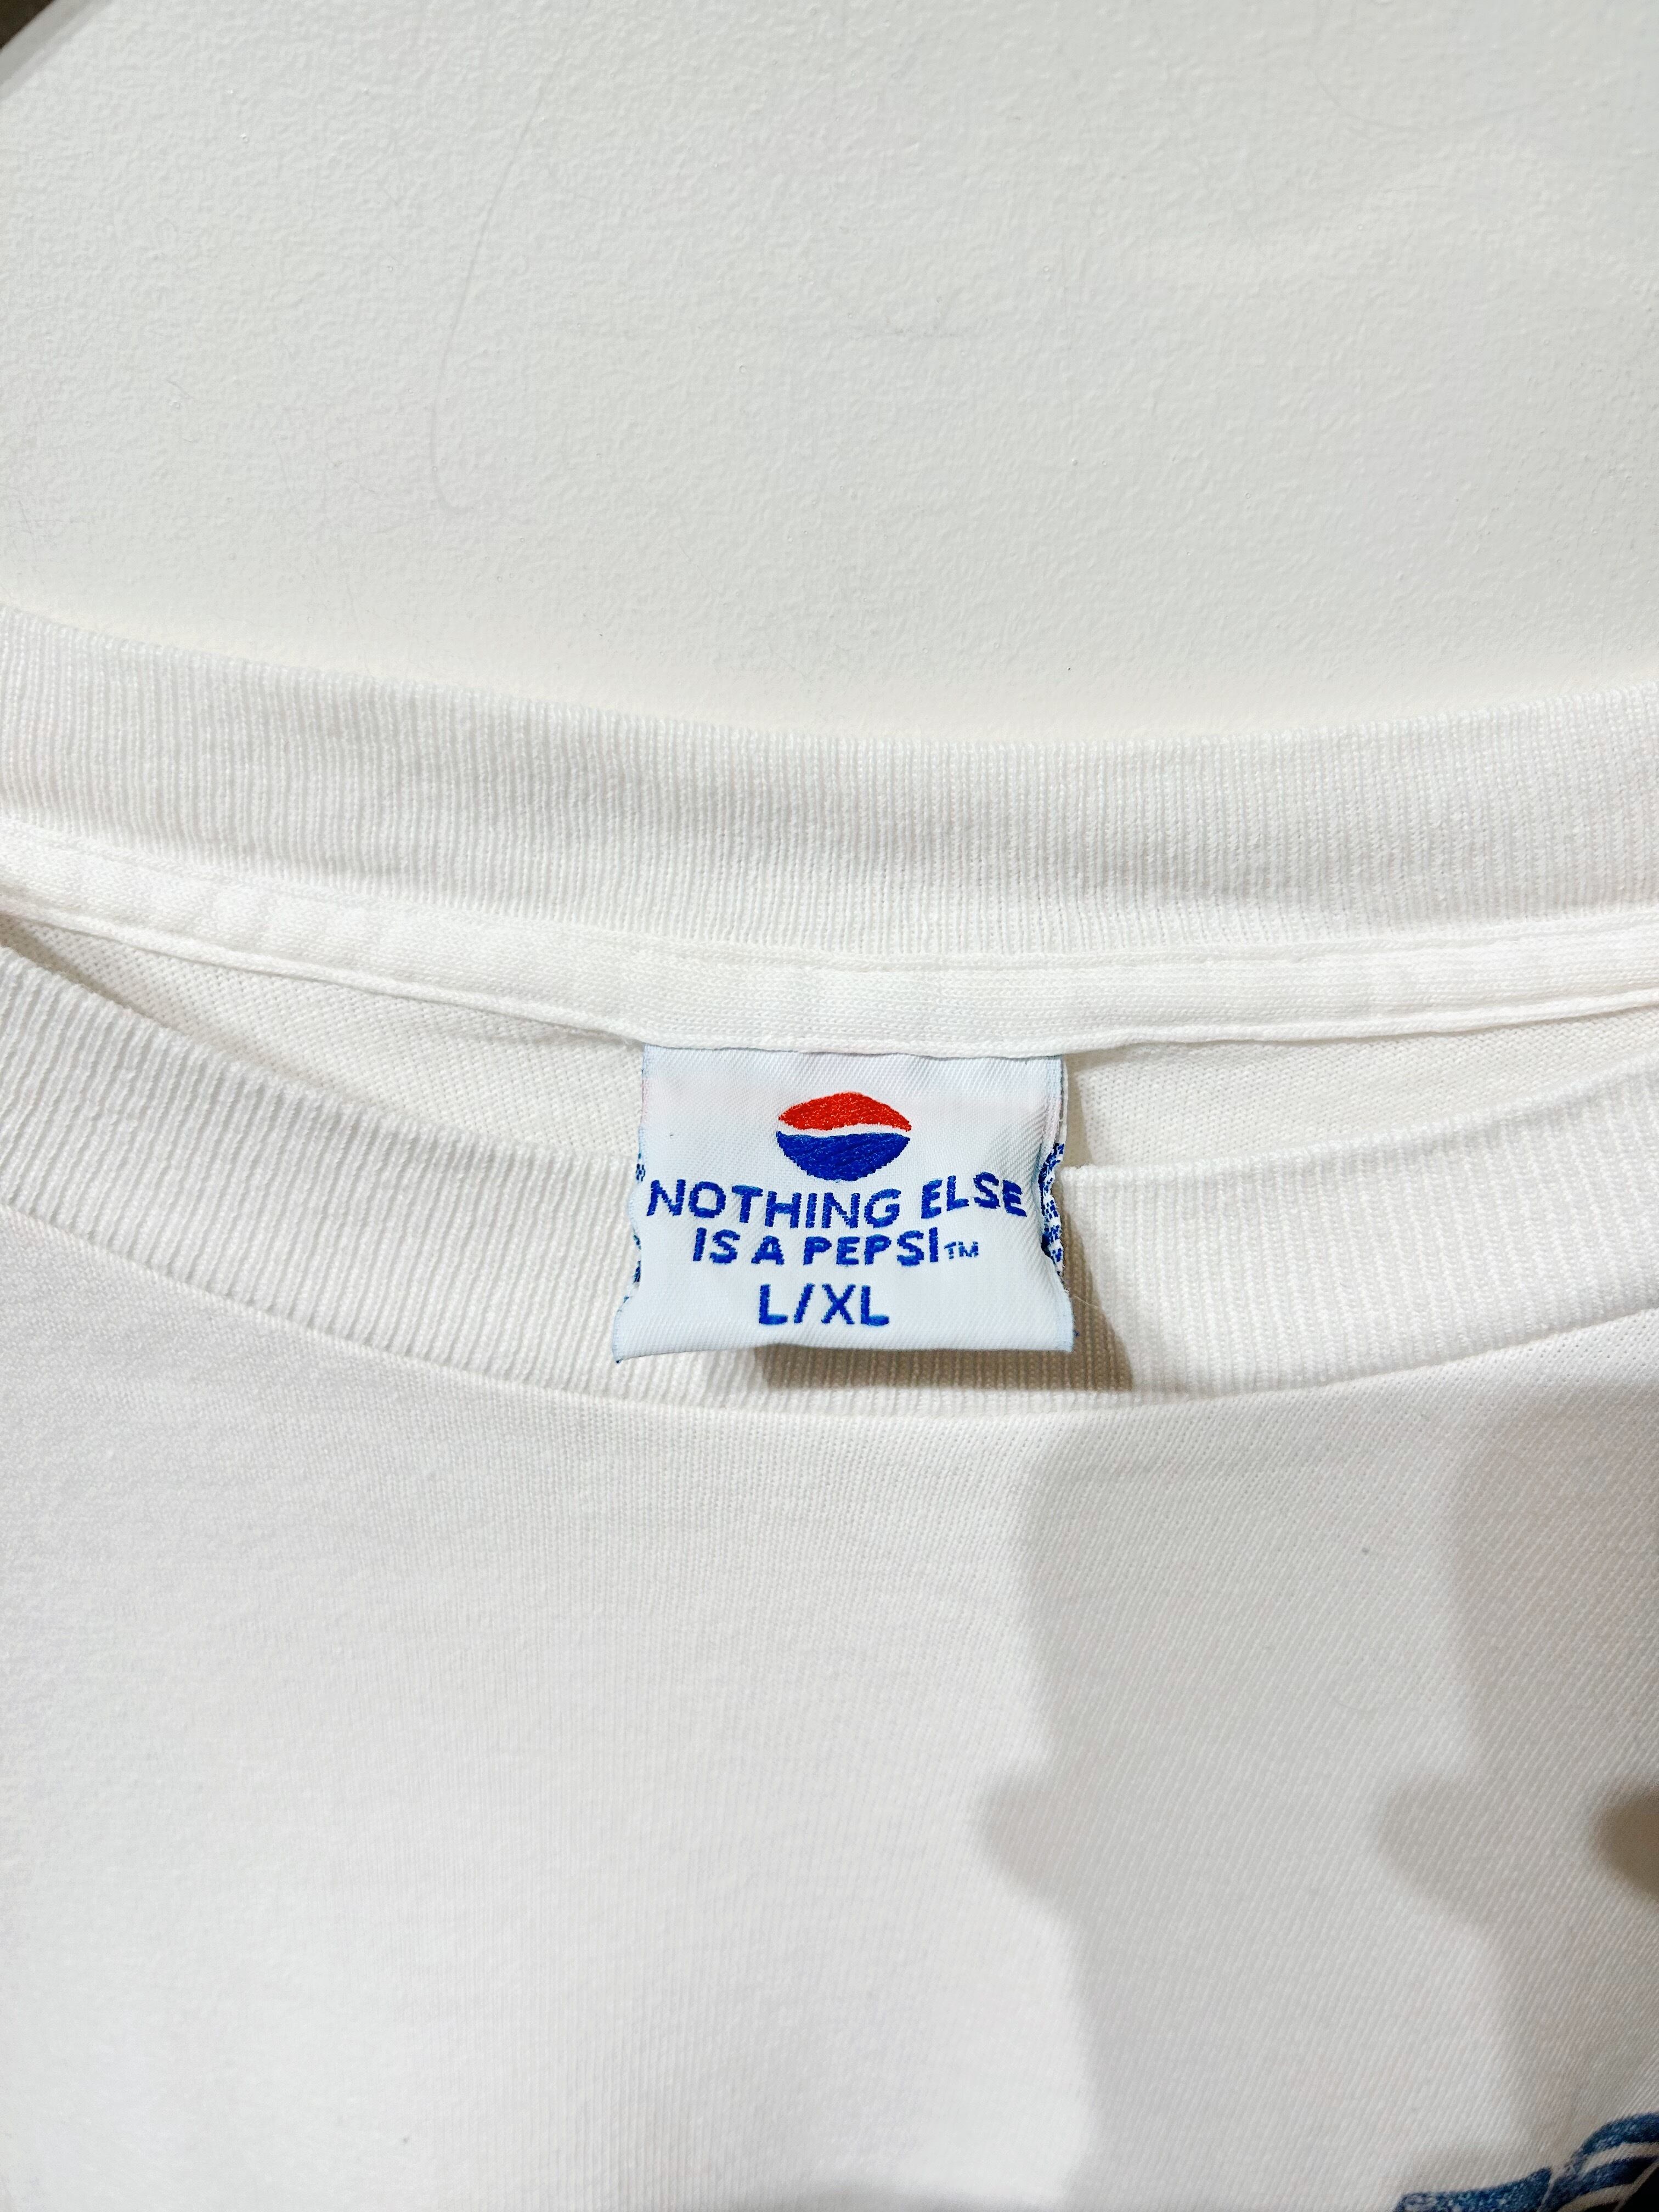 NOTHING ELSE
IS A PEPSI™
L/XL